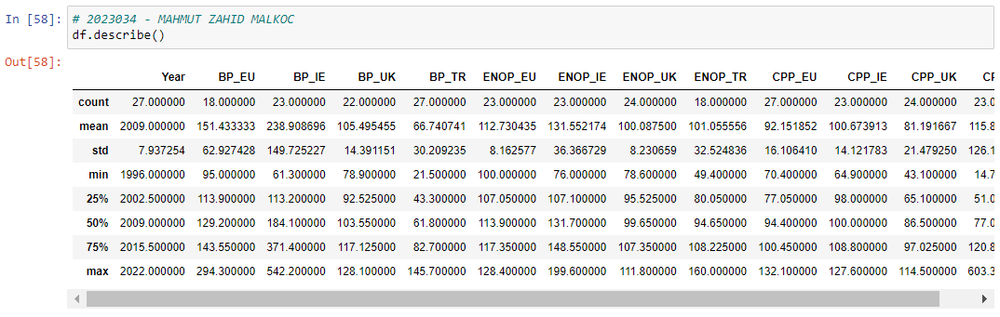 In [58]: # 2023034 - MAHMUT ZAHID MALKOC
df.describe()
Out[58]:
Year BP_EU BP_IE BP_UK BP_TR ENOP_EU ENOP_IE ENOP_UK ENOP_TR CPP_EU CPP_IE CPP_UK CP
count 27.000000 18.000000 23.000000 22.000000 27.000000 23.000000 23.000000 24.000000 18.000000 27.000000 23.000000 24.000000 23.0
mean 2009.000000 151.433333 238.908696 105.495455 66.740741 112.730435 131.552174 100.087500 101.055556 92.151852 100.673913 81.191667 115.8
std 7.937254 62.927428 149.725227 14.391151 30.209235 8.162577 36.366729 8.230659 32.524836 16.106410 14.121783 21.479250 126.1
min 1996.000000 95.000000 61.300000 78.900000 21.500000 100.000000 76.000000 78.600000 49.400000 70.400000 64.900000 43.100000 14.7
25% 2002.500000 113.900000 113.200000 92.525000 43.300000 107.050000 107.100000 95.525000 80.050000 77.050000 98.000000 65.100000 51.0
50% 2009.000000 129.200000 184.100000 103.550000 61.800000 113.900000 131.700000 99.650000 94.650000 94.400000 100.000000 86.500000 77.0
75% 2015.500000 143.550000 371.400000 117.125000 82.700000 117.350000 148.550000 107.350000 108.225000 100.450000 108.800000 97.025000 120.8
max 2022.000000 294.300000 542.200000 128.100000 145.700000 128.400000 199.600000 111.800000 160.000000 132.100000 127.600000 114.500000 603.3